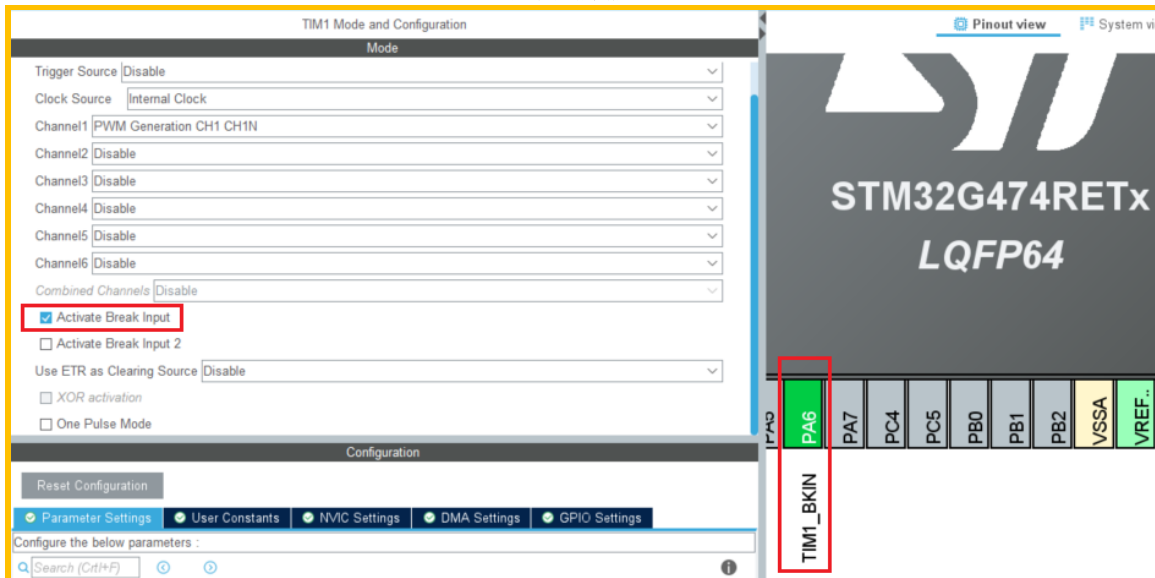 TIM1 Mode and Configuration
Mode
Trigger Source Disable
Clock Source Internal Clock
Channel1 PWM Generation CH1 CH1N
Channel2 Disable
Channel3 Disable
Channel4 Disable
Channel5 Disable
Channel6 Disable
Combined Channels Disable
Activate Break Input
Activate Break Input 2
Use ETR as Clearing Source Disable
XOR activation
One Pulse Mode
Configuration
Reset Configuration
Parameter Settings User Constants NVIC Settings DMA Settings GPIO Settings
Configure the below parameters :
Search (Crtl+F)
Pinout view System vi
STM32G474RETx
LQFP64
PA5 PA6 PA7 PC4 PC5 PB0 PB1 PB2 VSSA VREF..
TIM1_BKIN